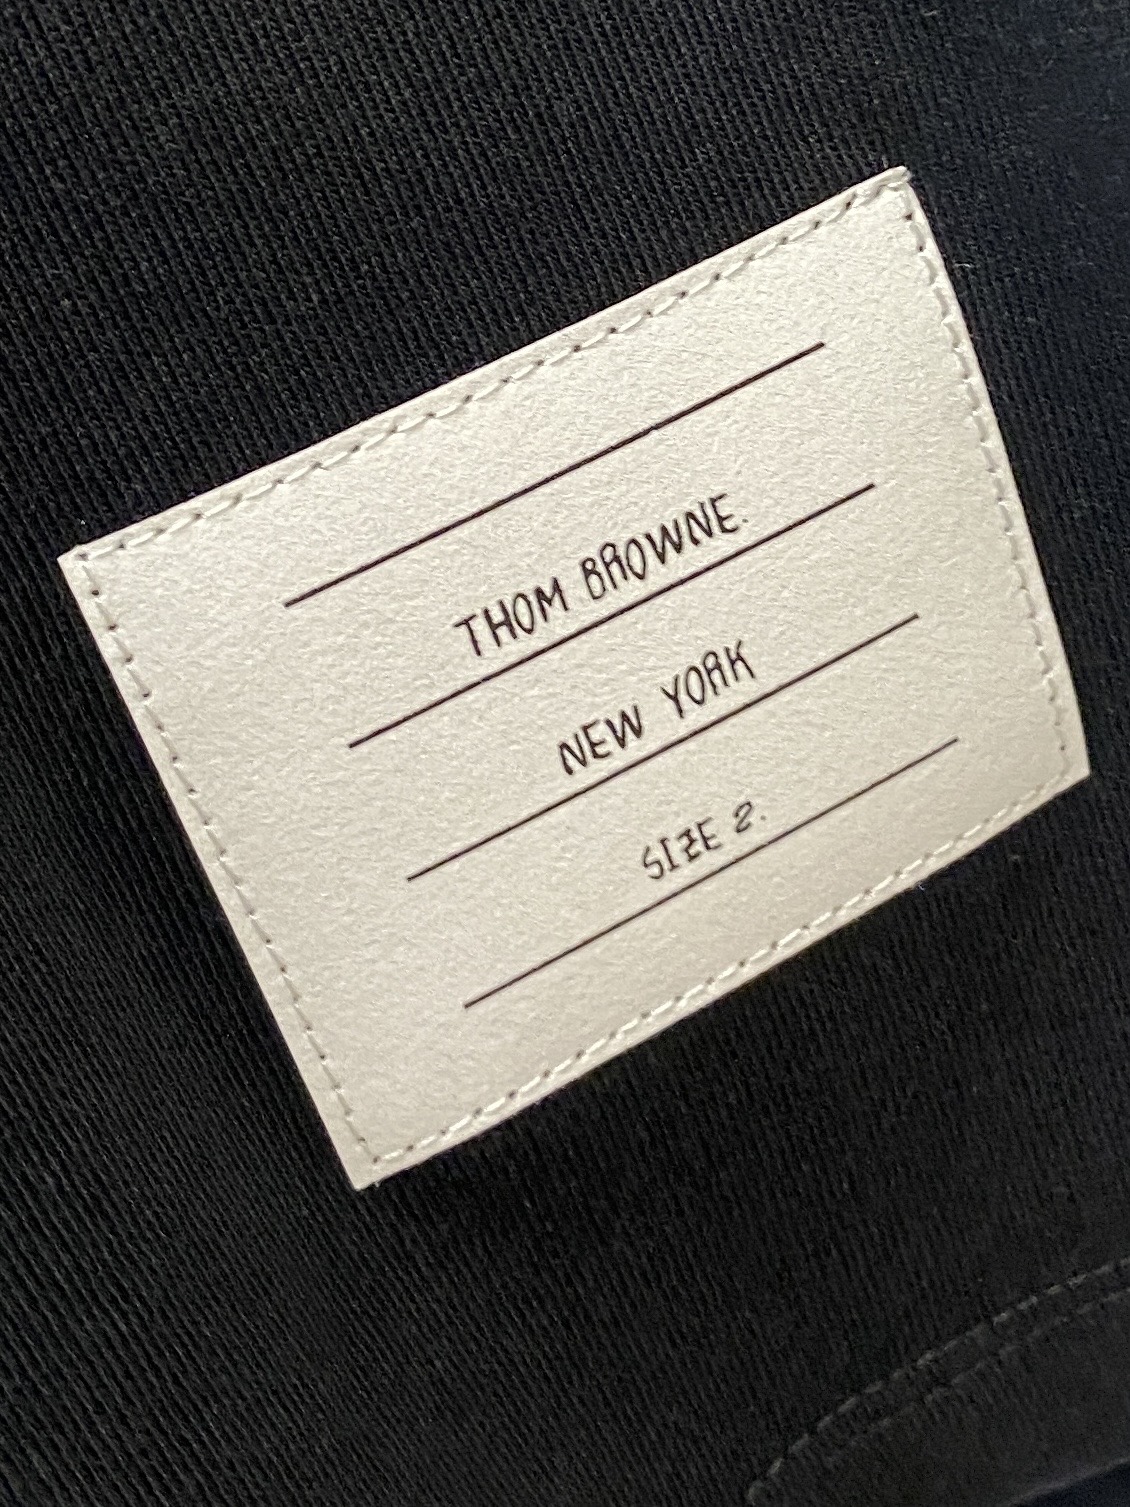 THOM BROWNE.
NEW YORK
SIZE 2.